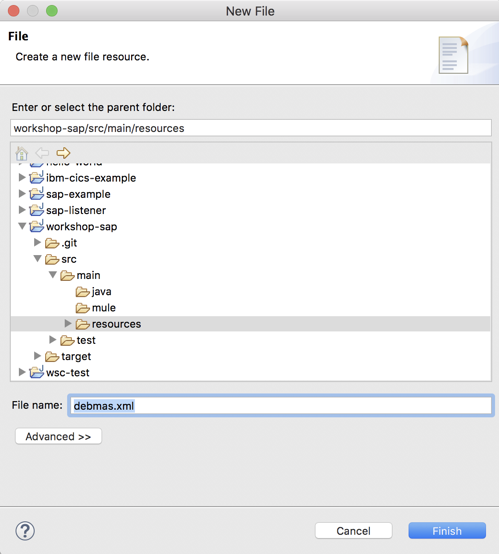 New File
File
Create a new file resource.
Enter or select the parent folder:
workshop-sap/src/main/resources
hello-world
ibm-cics-example
sap-example
sap-listener
workshop-sap
.git
src
main
java
mule
resources
test
target
wsc-test
File name: debmas.xml
Advanced >>
?
Cancel
Finish